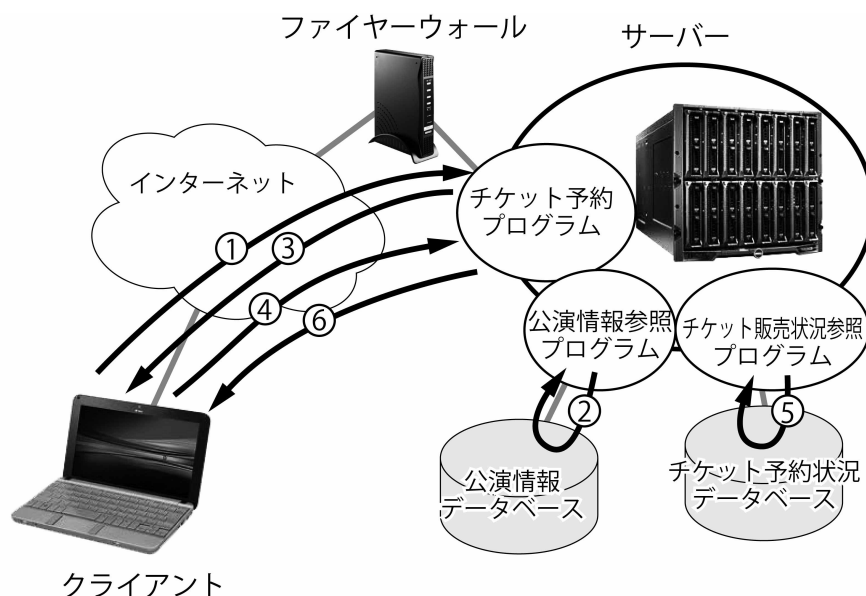 ファイヤーウォール
サーバー
インターネット
チケット予約
プログラム
①
③
④
⑥
公演情報参照
プログラム
チケット販売状況参照
プログラム
②
⑤
公演情報
データベース
チケット予約状況
データベース
クライアント